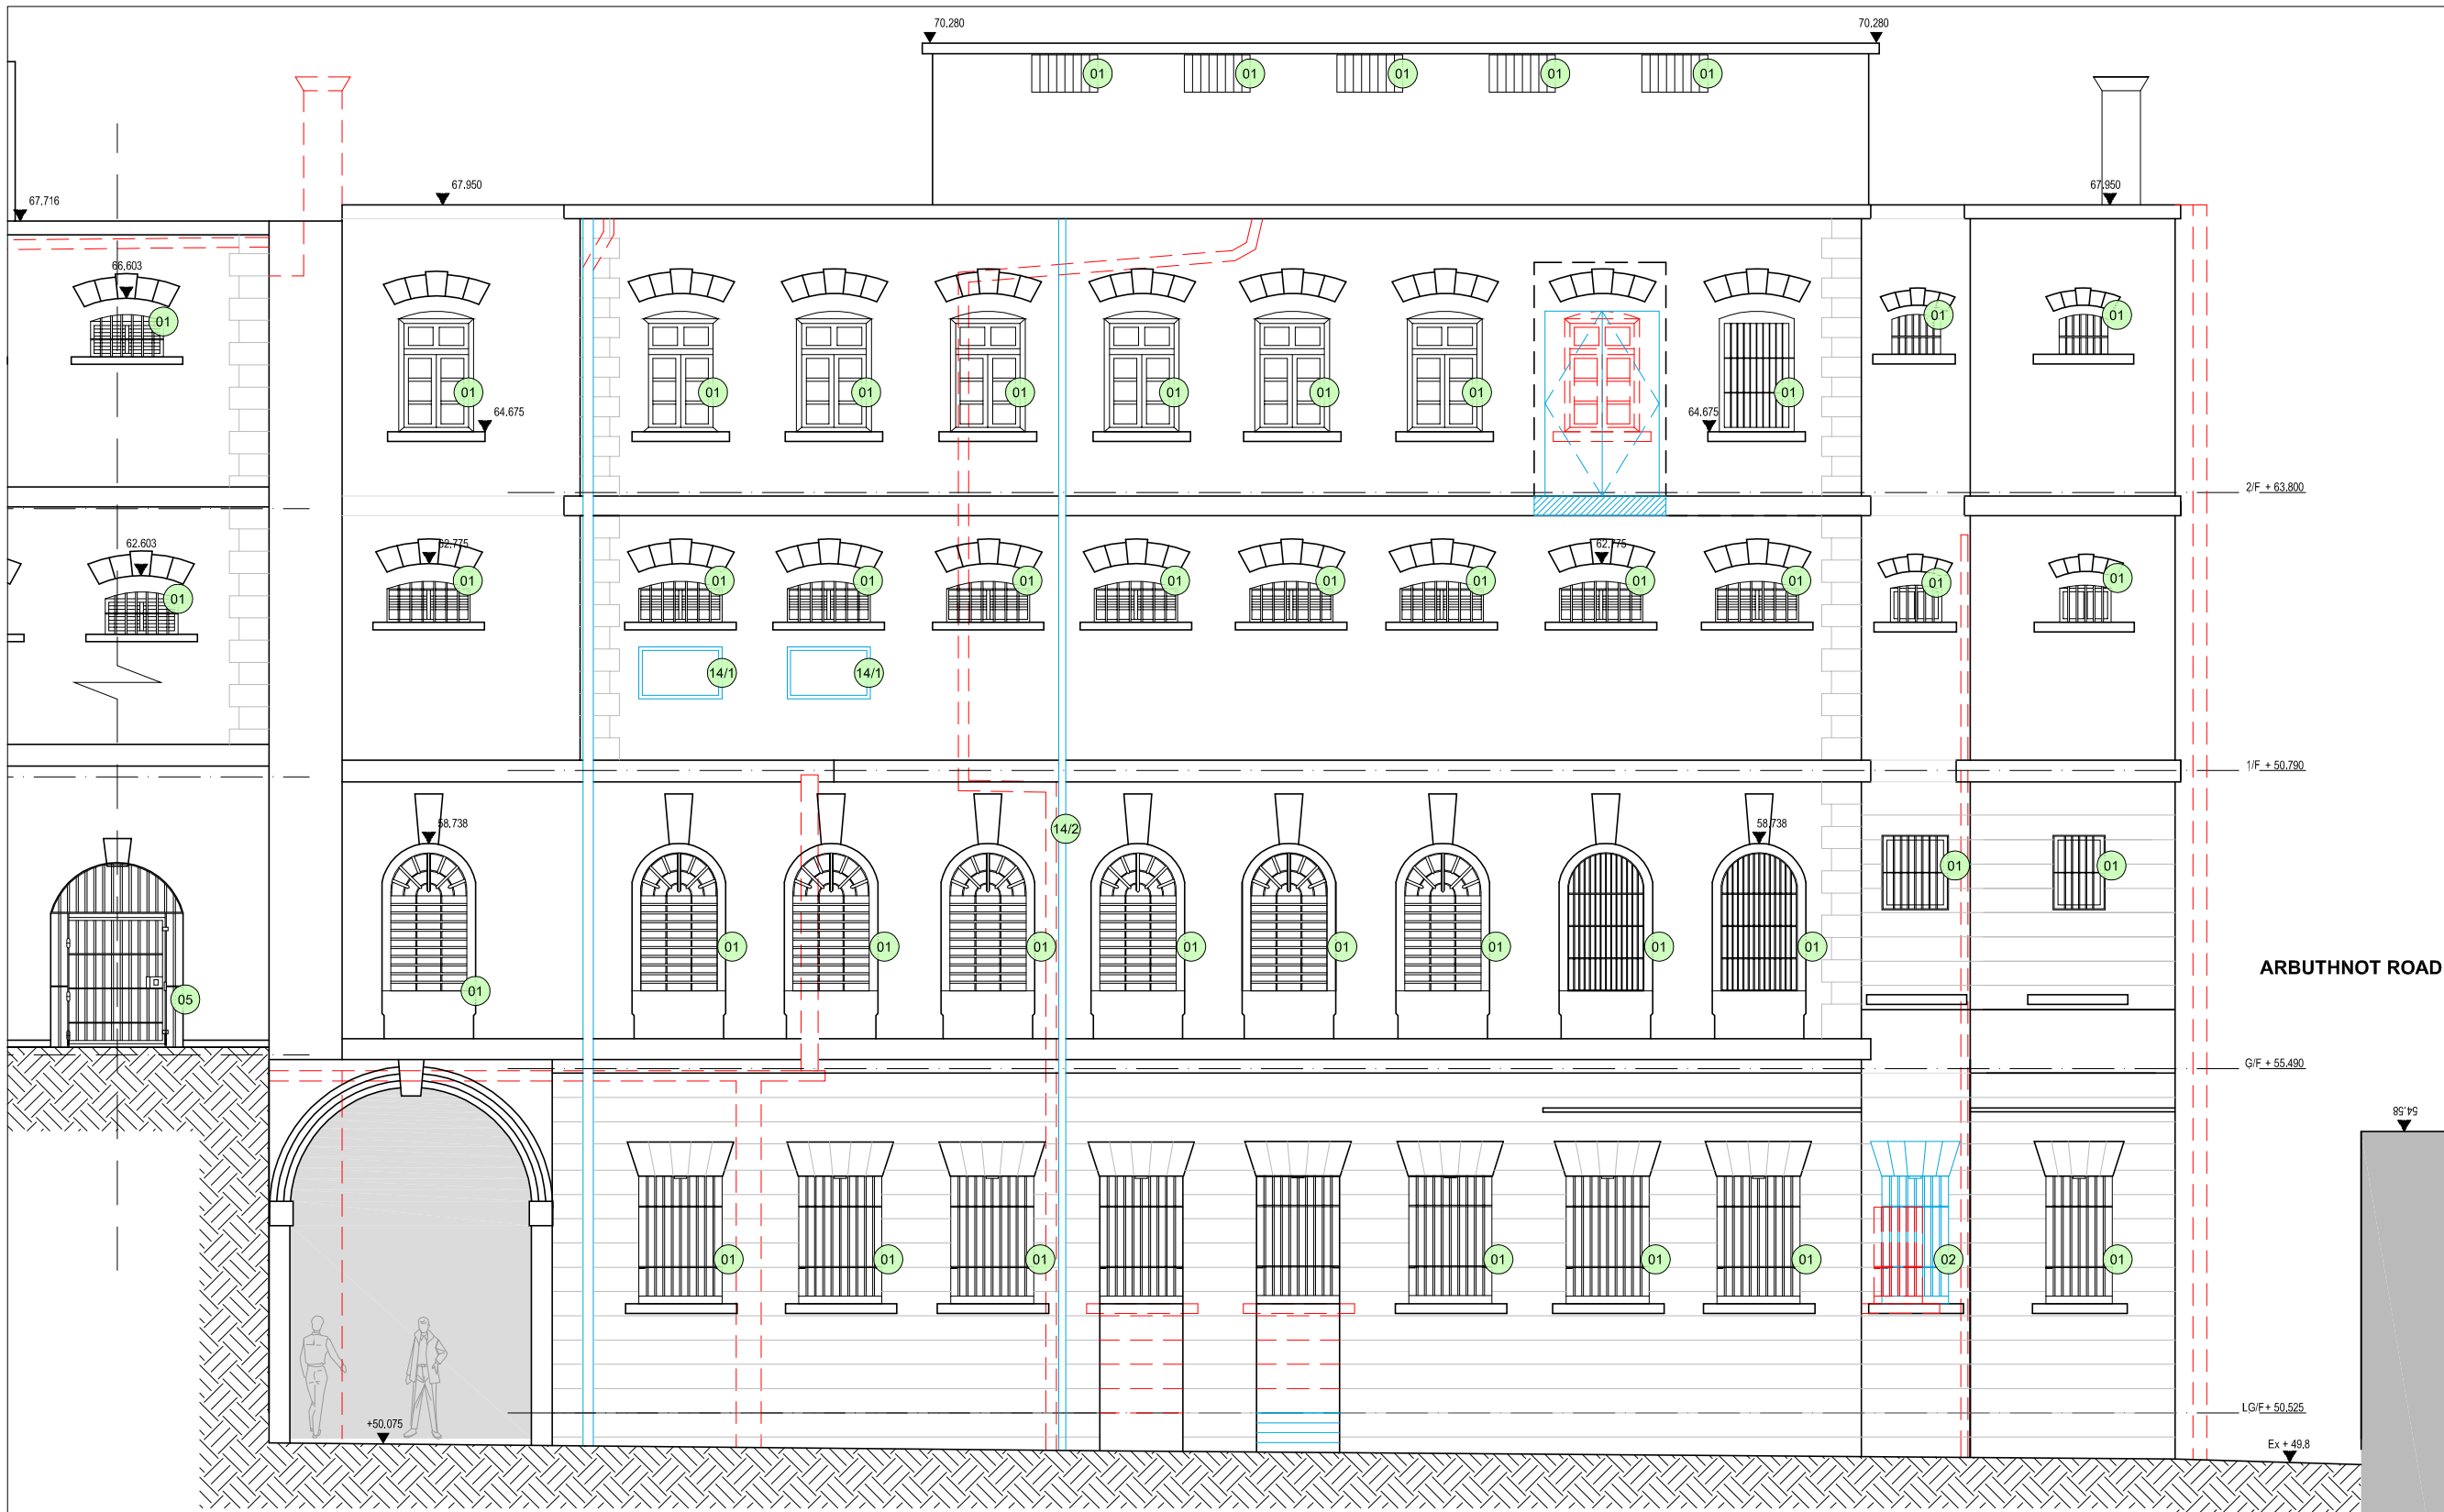 70.280 70.280
01 01 01 01 01
67.716 67.950 67.950
66.603
01 01 01
01 01 01 01 01 01 01 01
64.675 64.675
2/F + 63.800
62.603 62.775 62.775
01 01 01 01 01 01 01 01 01 01 01 01
14/1 14/1
1/F + 50.790
58.738 14/2 58.738
01 01
01 01 01 01 01 01 01 01
05 01
ARBUTHNOT ROAD
G/F + 55.490
54.58
01 01 01 01 01 01 02 01
+50.075
LG/F+ 50.525
Ex + 49.8